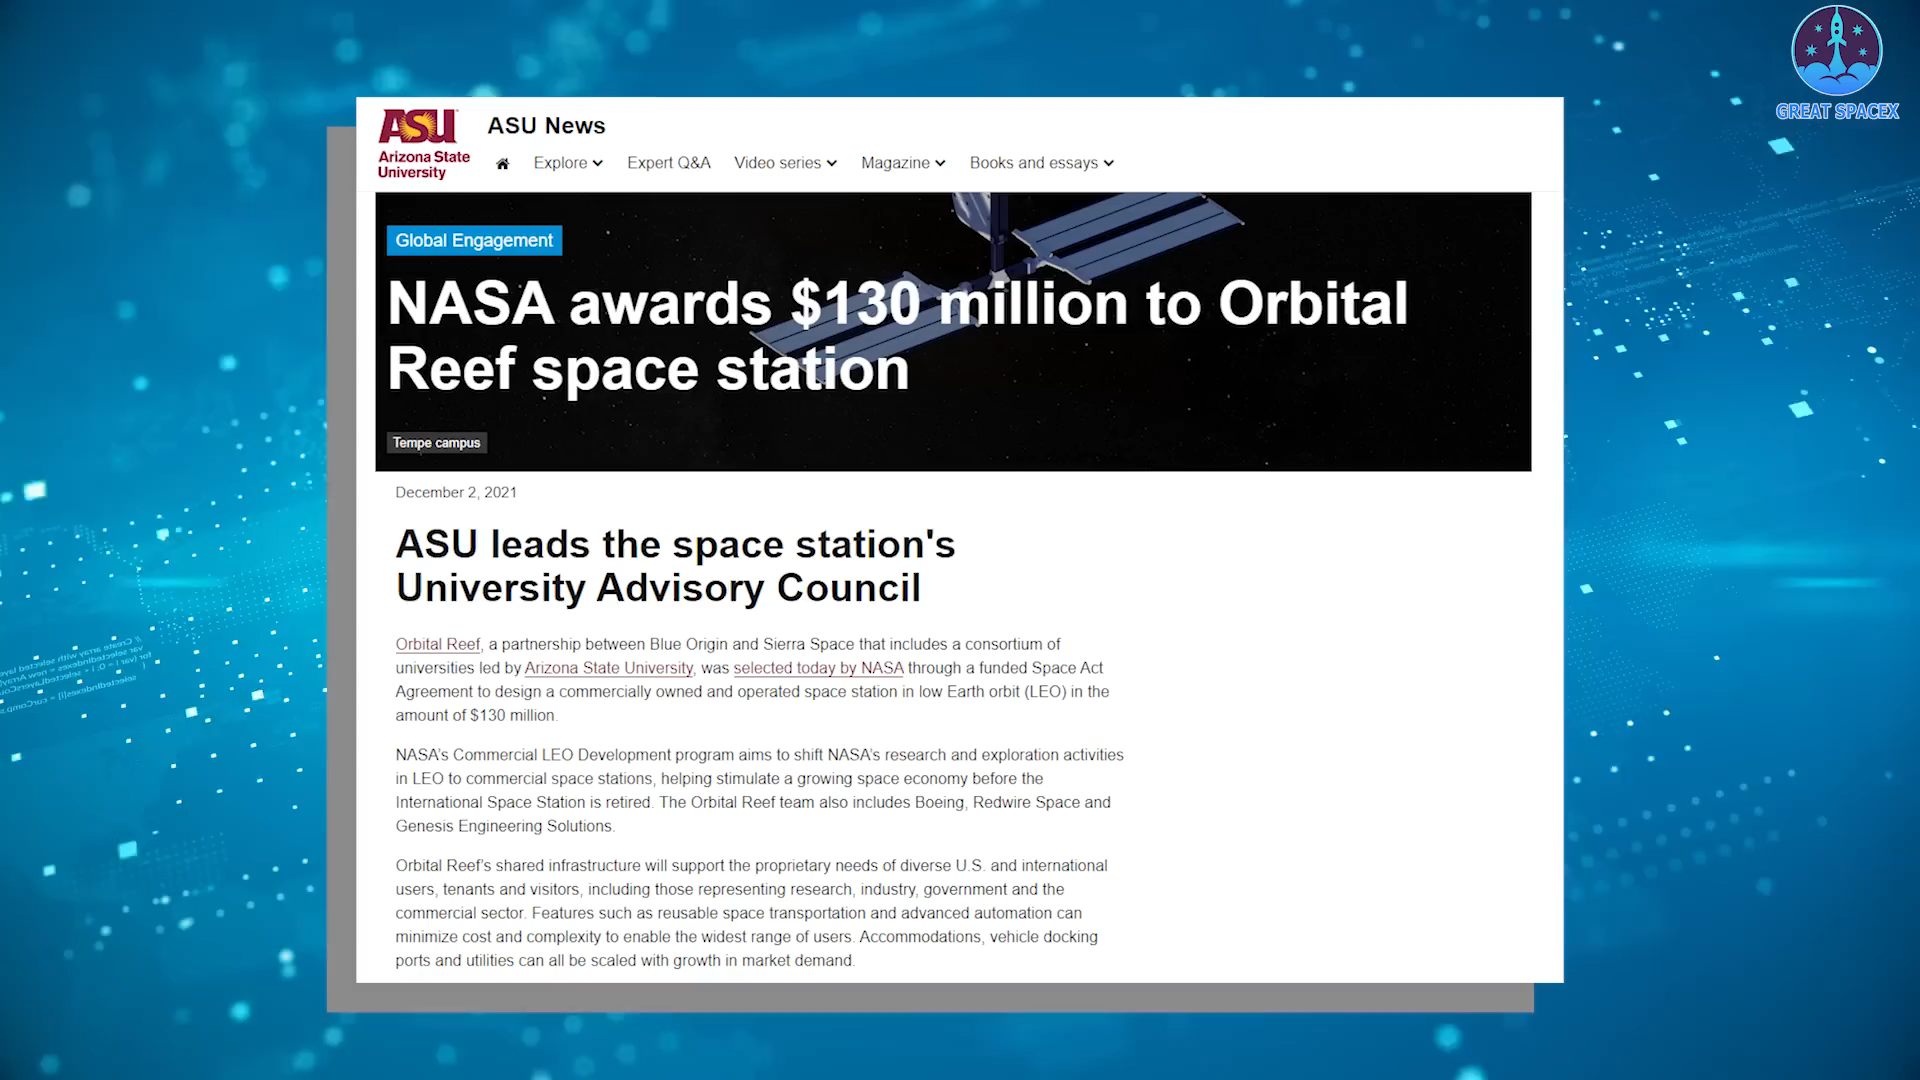 GREAT SPACEX
ASU
Arizona State
University
ASU News
Explore
Expert Q&A
Video series
Magazine
Books and essays
Global Engagement
NASA awards $130 million to Orbital
Reef space station
Tempe campus
December 2, 2021
ASU leads the space station's
University Advisory Council
Orbital Reef, a partnership between Blue Origin and Sierra Space that includes a consortium of
universities led by Arizona State University, was selected today by NASA through a funded Space Act
Agreement to design a commercially owned and operated space station in low Earth orbit (LEO) in the
amount of $130 million.
NASA’s Commercial LEO Development program aims to shift NASA’s research and exploration activities
in LEO to commercial space stations, helping stimulate a growing space economy before the
International Space Station is retired. The Orbital Reef team also includes Boeing, Redwire Space and
Genesis Engineering Solutions.
Orbital Reef’s shared infrastructure will support the proprietary needs of diverse U.S. and international
users, tenants and visitors, including those representing research, industry, government and the
commercial sector. Features such as reusable space transportation and advanced automation can
minimize cost and complexity to enable the widest range of users. Accommodations, vehicle docking
ports and utilities can all be scaled with growth in market demand.